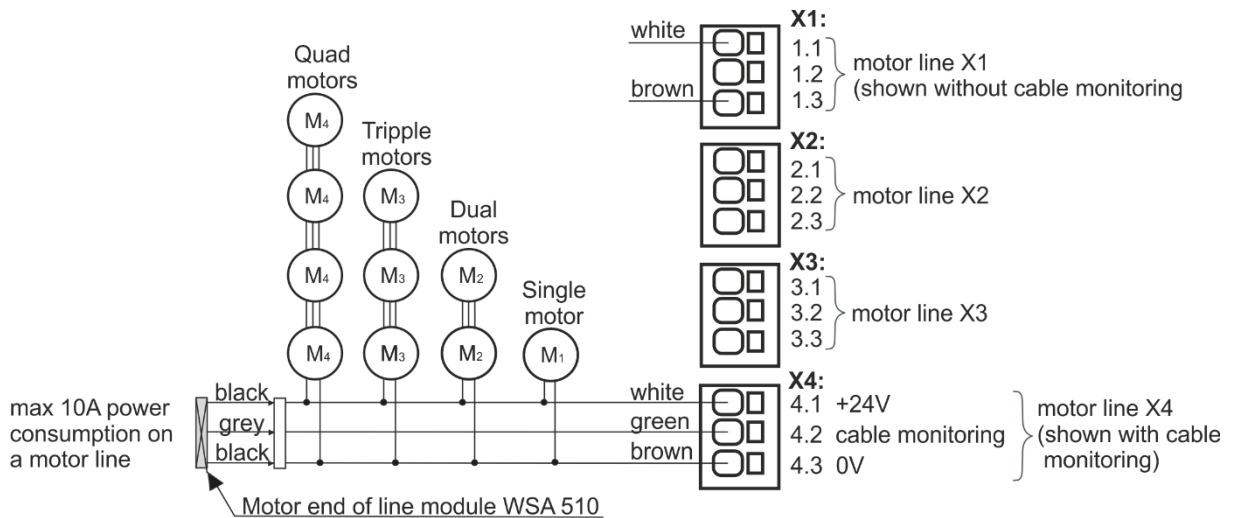 Quad
motors
M4
M4
M4
M4
Tripple
motors
M3
M3
M3
Dual
motors
M2
M2
Single
motor
M1
max 10A power
consumption on
a motor line
black
grey
black
Motor end of line module WSA 510
white
brown
X1:
1.1
1.2
1.3
motor line X1
(shown without cable monitoring
X2:
2.1
2.2
2.3
motor line X2
X3:
3.1
3.2
3.3
motor line X3
white
green
brown
X4:
4.1 +24V
4.2 cable monitoring
4.3 0V
motor line X4
(shown with cable
monitoring)